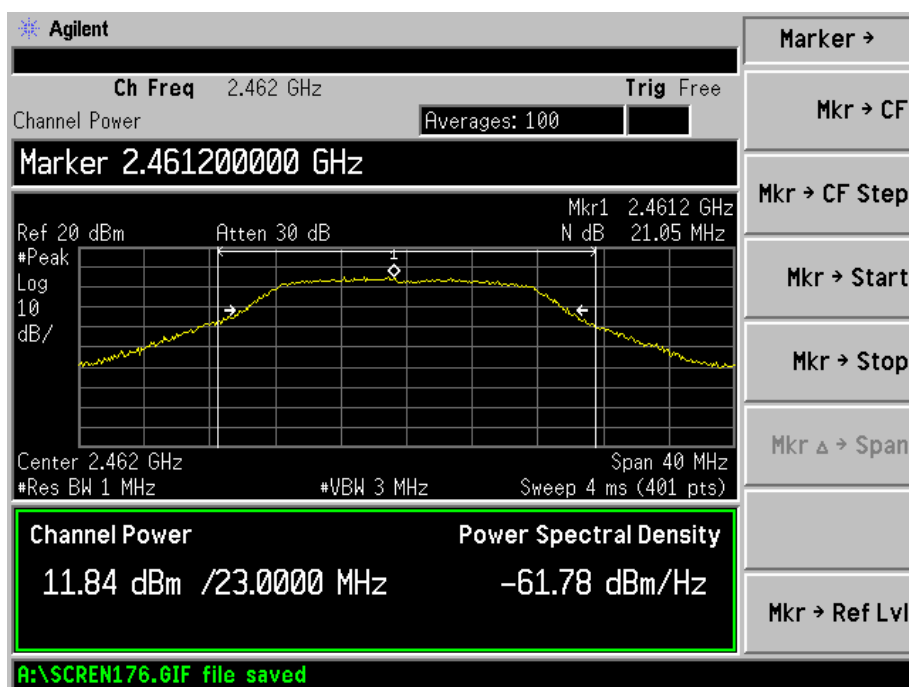 Agilent
Ch Freq 2.462 GHz Trig Free
Channel Power Averages: 100
Marker 2.461200000 GHz
Mkr1 2.4612 GHz
Ref 20 dBm Atten 30 dB N dB 21.05 MHz
#Peak
Log
10
dB/
1
Center 2.462 GHz Span 40 MHz
#Res BW 1 MHz #VBW 3 MHz Sweep 4 ms (401 pts)
Channel Power Power Spectral Density
11.84 dBm /23.0000 MHz -61.78 dBm/Hz
A:\SCREN176.GIF file saved
Marker →
Mkr → CF
Mkr → CF Step
Mkr → Start
Mkr → Stop
Mkr Δ → Span
Mkr → Ref Lvl